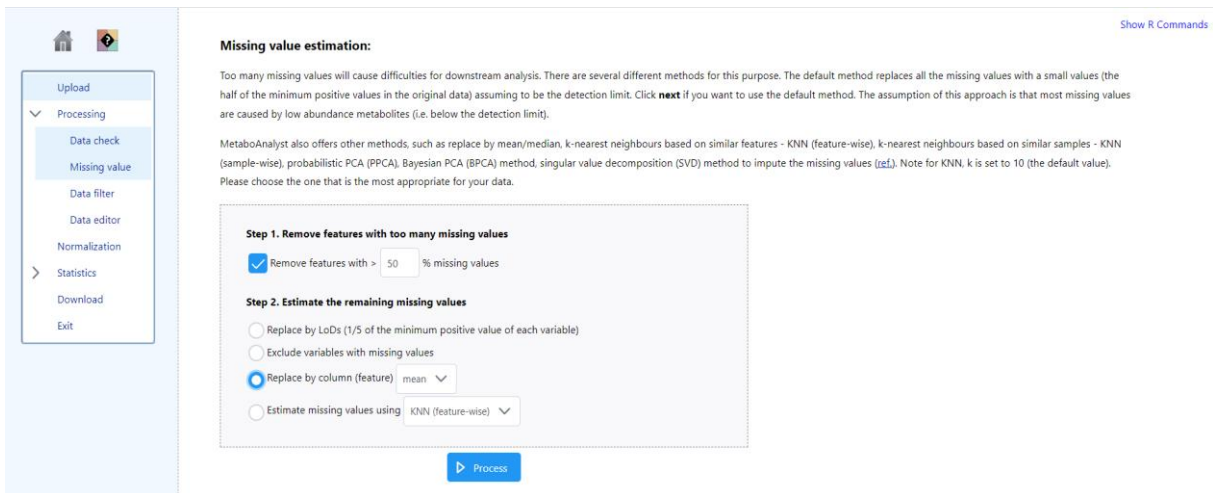 Show R Commands
Upload
Processing
Data check
Missing value
Data filter
Data editor
Normalization
Statistics
Download
Exit
Missing value estimation:
Too many missing values will cause difficulties for downstream analysis. There are several different methods for this purpose. The default method replaces all the missing values with a small values (the
half of the minimum positive values in the original data) assuming to be the detection limit. Click next if you want to use the default method. The assumption of this approach is that most missing values
are caused by low abundance metabolites (i.e. below the detection limit).
MetaboAnalyst also offers other methods, such as replace by mean/median, k-nearest neighbours based on similar features - KNN (feature-wise), k-nearest neighbours based on similar samples - KNN
(sample-wise), probabilistic PCA (PPCA), Bayesian PCA (BPCA) method, singular value decomposition (SVD) method to impute the missing values (ref.). Note for KNN, k is set to 10 (the default value).
Please choose the one that is the most appropriate for your data.
Step 1. Remove features with too many missing values
Remove features with > 50 % missing values
Step 2. Estimate the remaining missing values
Replace by LoDs (1/5 of the minimum positive value of each variable)
Exclude variables with missing values
Replace by column (feature) mean
Estimate missing values using KNN (feature-wise)
Process